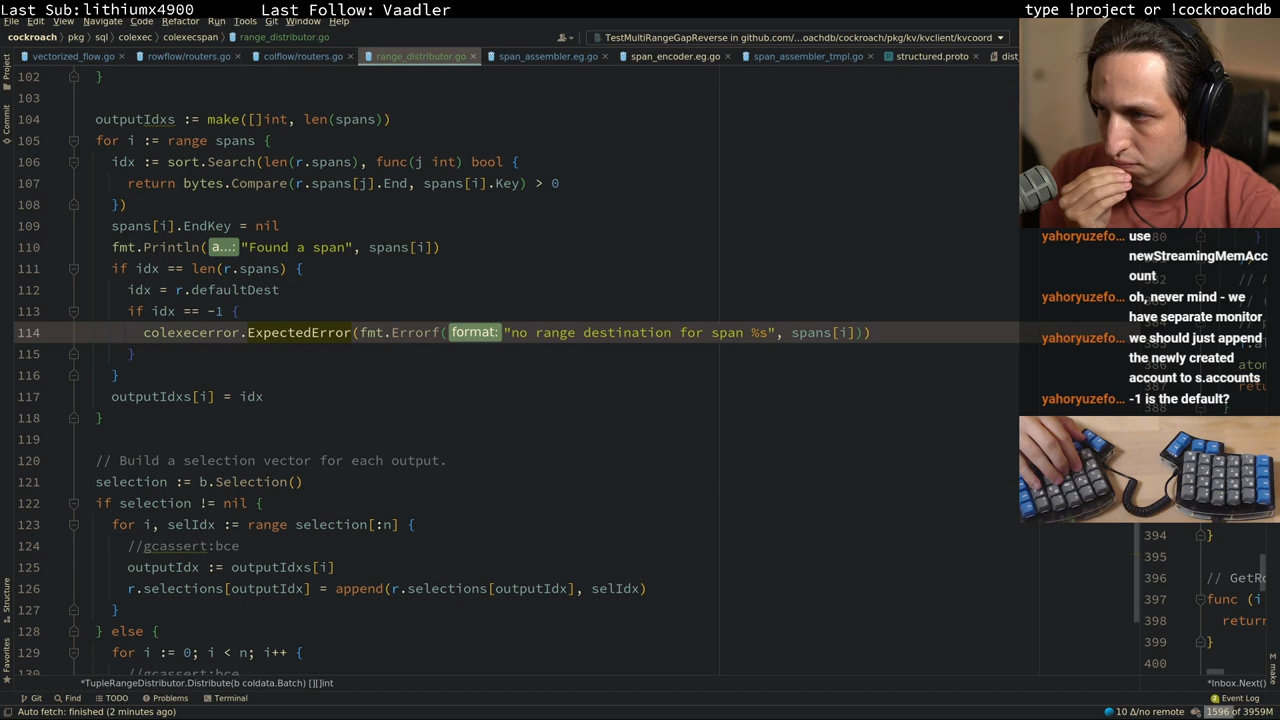 Last Sub:lithiumx4900 Last Follow: Vaadler type !project or !cockroachdb
File Edit View Navigate Code Refactor Run Tools Git Window Help
cockroach pkg sql colexec colexecspan range_distributor.go TestMultiRangeGapReverse in github.com/...oachdb/cockroach/pkg/kv/kvclient/kvcoord
vectorized_flow.go rowflow/routers.go colflow/routers.go range_distributor.go span_assembler.eg.go span_encoder.eg.go span_assembler_tmpl.go structured.proto dist_
Project
Commit
Structure
Favorites
102 }
103
104 outputIdxs := make([]int, len(spans))
105 for i := range spans {
106 idx := sort.Search(len(r.spans), func(j int) bool {
107 return bytes.Compare(r.spans[j].End, spans[i].Key) > 0
108 })
109 spans[i].EndKey = nil
110 fmt.Println( a...: "Found a span", spans[i])
111 if idx == len(r.spans) {
112 idx = r.defaultDest
113 if idx == -1 {
114 colexecerror.ExpectedError(fmt.Errorf( format: "no range destination for span %s", spans[i]))
115 }
116 }
117 outputIdxs[i] = idx
118 }
119
120 // Build a selection vector for each output.
121 selection := b.Selection()
122 if selection != nil {
123 for i, selIdx := range selection[:n] {
124 //gcassert:bce
125 outputIdx := outputIdxs[i]
126 r.selections[outputIdx] = append(r.selections[outputIdx], selIdx)
127 }
128 } else {
129 for i := 0; i < n; i++ {
130 //gcassert:bce
*TupleRangeDistributor.Distribute(b coldata.Batch) [][]int
yahoryuzefo… use
newStreamingMemAcc
ount
yahoryuzefo… oh, never mind - we
have separate monitor
yahoryuzefo… we should just append
the newly created
account to s.accounts
yahoryuzefo… -1 is the default?
394 }
395
396 // GetRo
397 func (i
398 return
399 }
400
*Inbox.Next()
make
Git Find TODO Problems Terminal Event Log
Auto fetch: finished (2 minutes ago) 10 Δ/no remote 1596 of 3959M